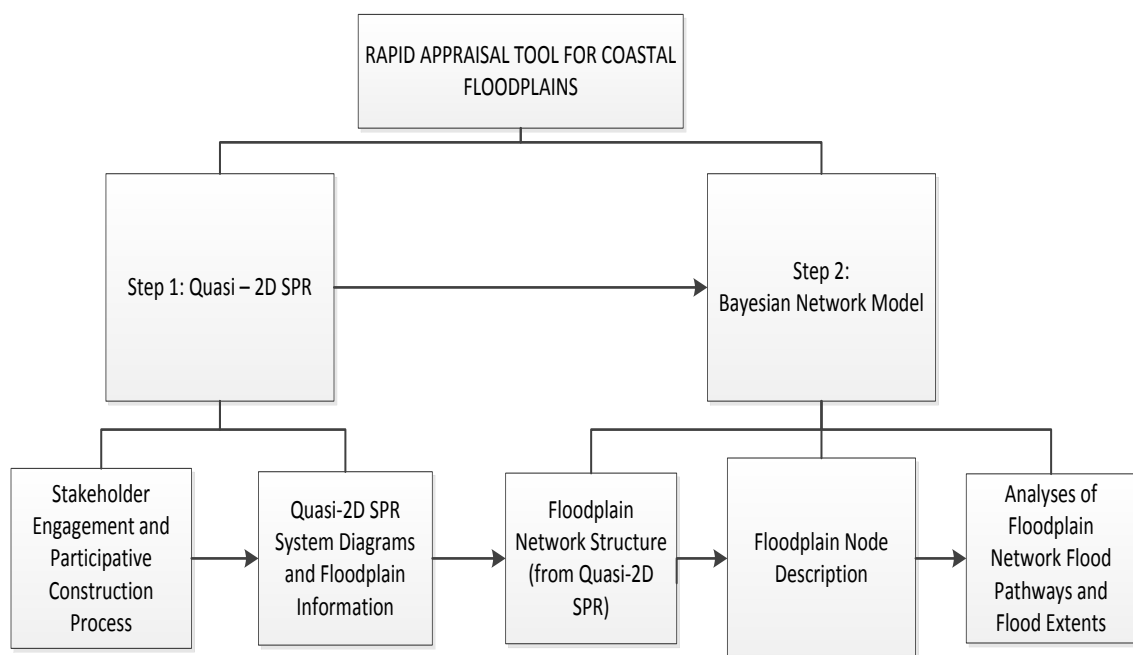 RAPID APPRAISAL TOOL FOR COASTAL
FLOODPLAINS
Step 1: Quasi – 2D SPR
Step 2:
Bayesian Network Model
Stakeholder
Engagement and
Participative
Construction
Process
Quasi-2D SPR
System Diagrams
and Floodplain
Information
Floodplain
Network Structure
(from Quasi-2D
SPR)
Floodplain Node
Description
Analyses of
Floodplain
Network Flood
Pathways and
Flood Extents